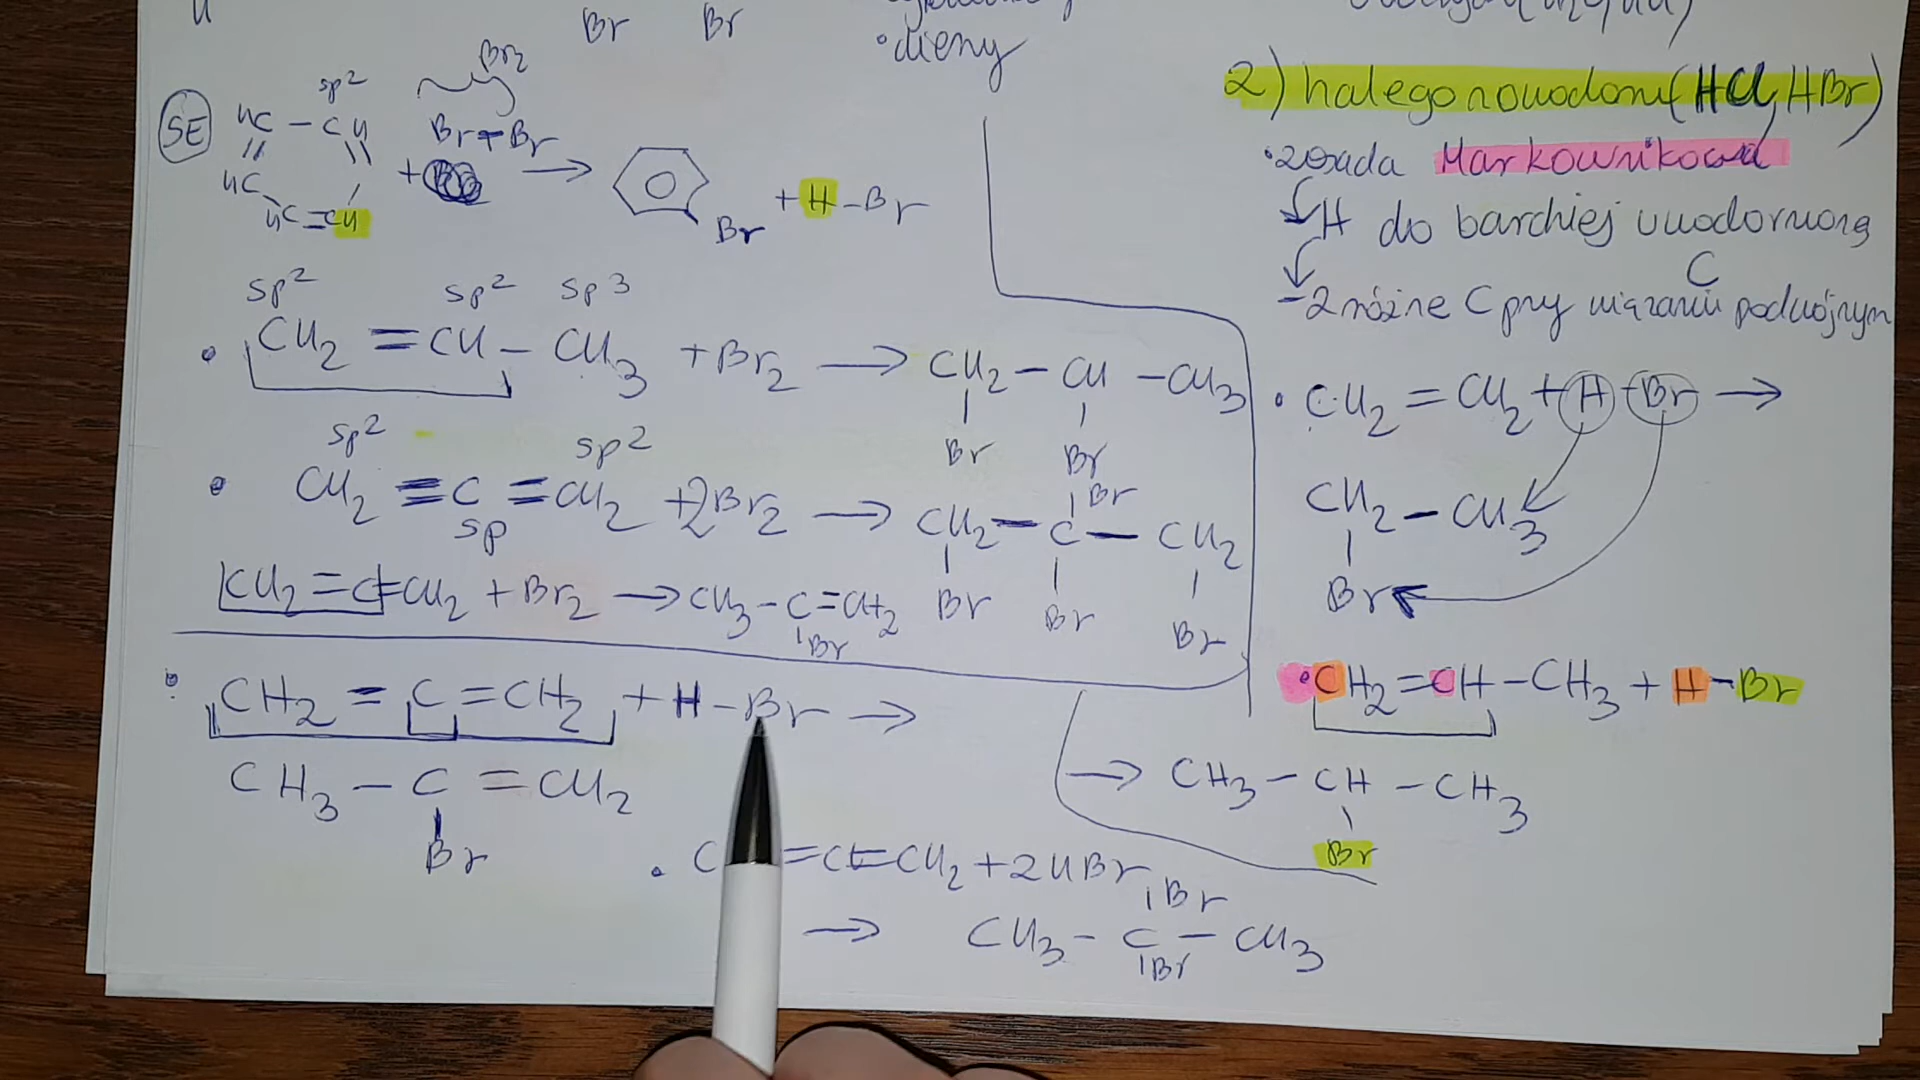 Br Br
• dieny
Br2
sp2
SE HC – CH Br – Br
HC + → Br + H – Br
HC = CH
sp2 sp2 sp3
• CH2 = CH – CH3 + Br2 → CH2 – CH – CH3
Br Br
sp2 sp2
• CH2 = C = CH2 + 2Br2 → CH2 – C – CH2
sp Br
Br Br Br
CH2 = C = CH2 + Br2 → CH3 – C = CH2
Br
• CH2 = C = CH2 + H – Br →
CH3 – C = CH2
Br
• C = C = CH2 + 2HBr
Br
→ CH3 – C – CH3
Br
2) halogenowodory (HCl, HBr)
• zasada Markownikowa
H do bardziej uwodornione
C
– 2 różne C przy wiązaniu podwójnym
• CH2 = CH2 + H – Br →
CH2 – CH3
Br
• CH2 = CH – CH3 + H – Br
→ CH3 – CH – CH3
Br